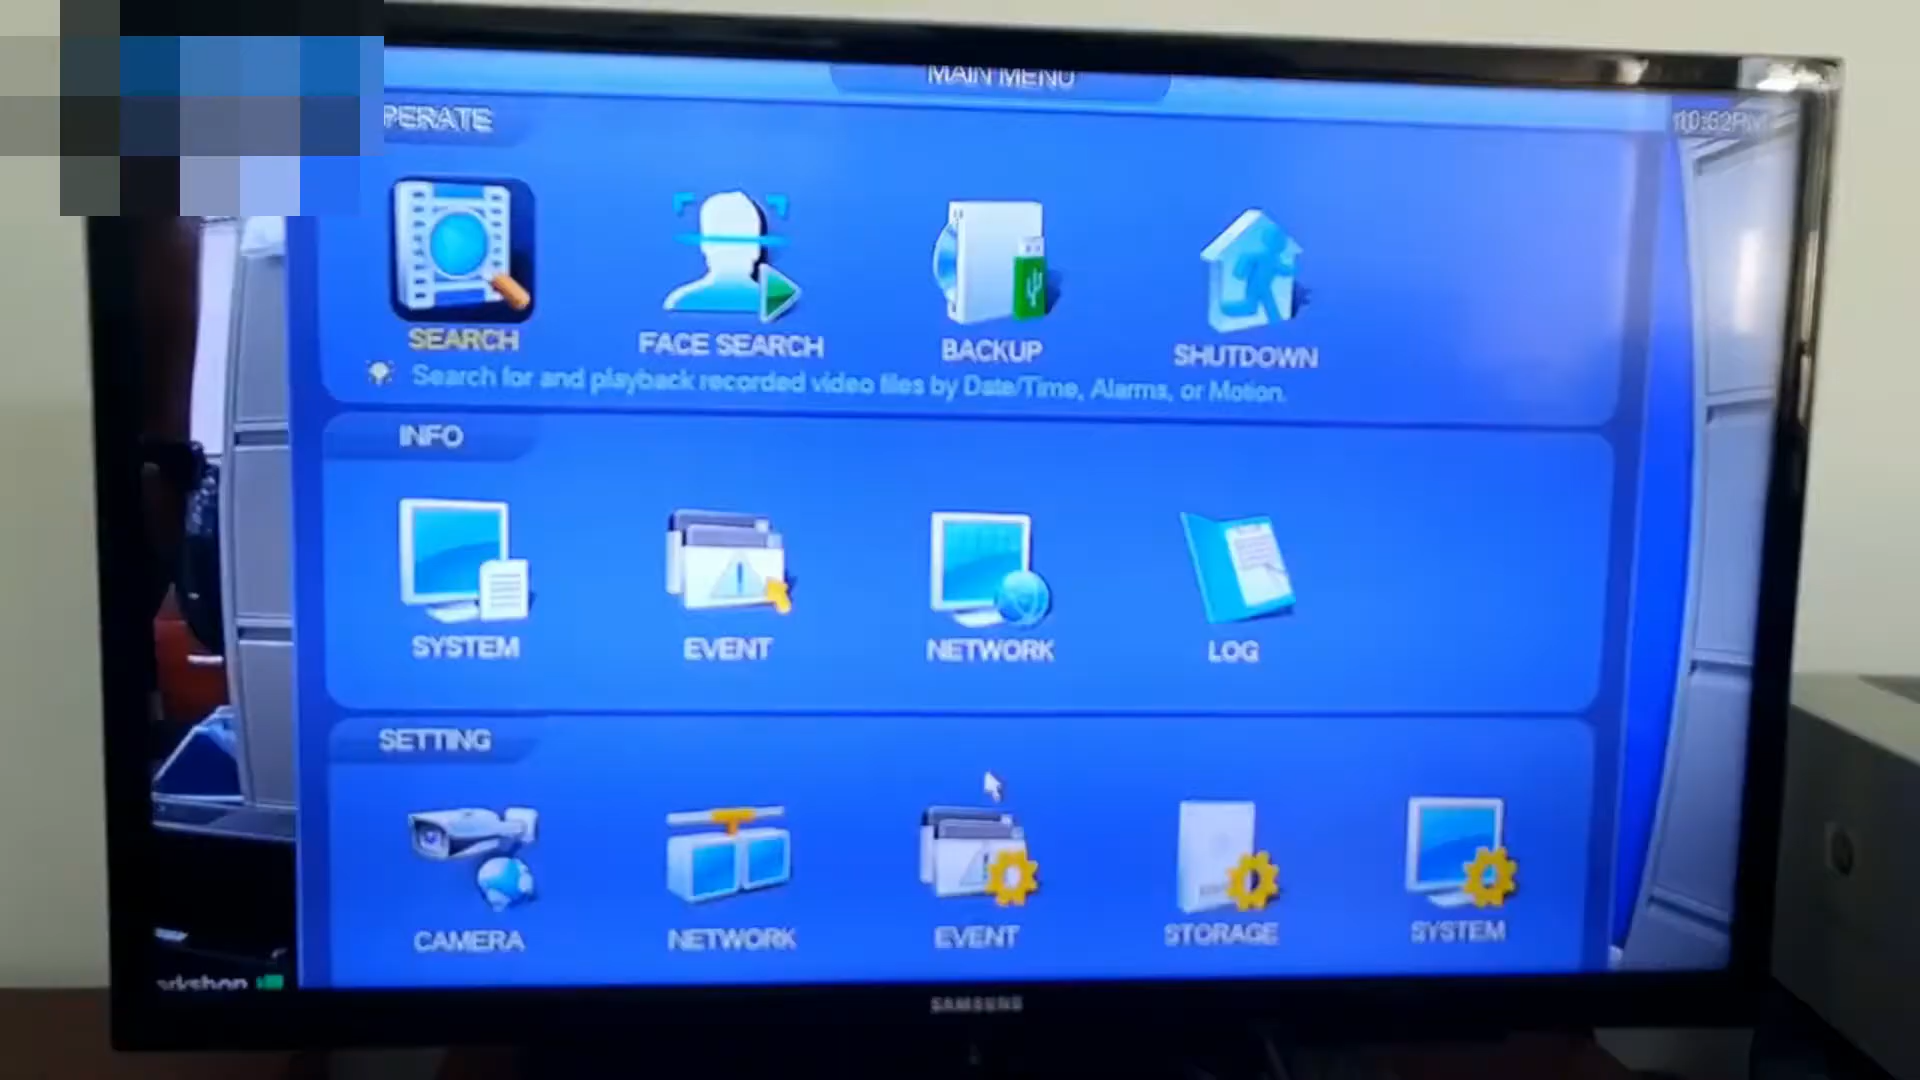 MAIN MENU
PERATE
SEARCH
FACE SEARCH
BACKUP
SHUTDOWN
Search for and playback recorded video files by Date/Time, Alarms, or Motion.
INFO
SYSTEM
EVENT
NETWORK
LOG
SETTING
CAMERA
NETWORK
EVENT
STORAGE
SYSTEM
orkshop
SAMSUNG